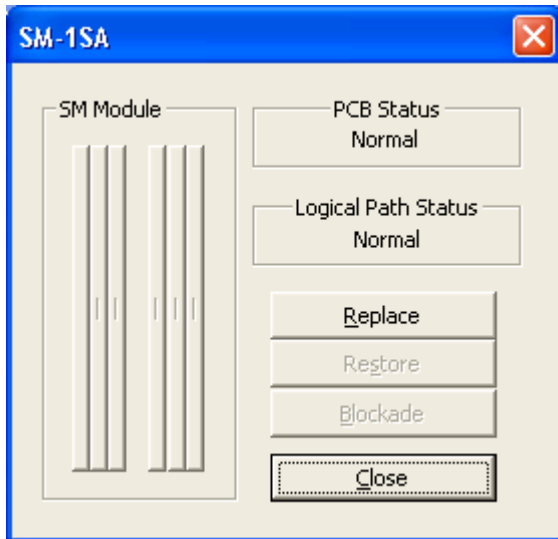 SM-1SA
SM Module
PCB Status
Normal
Logical Path Status
Normal
Replace
Restore
Blockade
Close